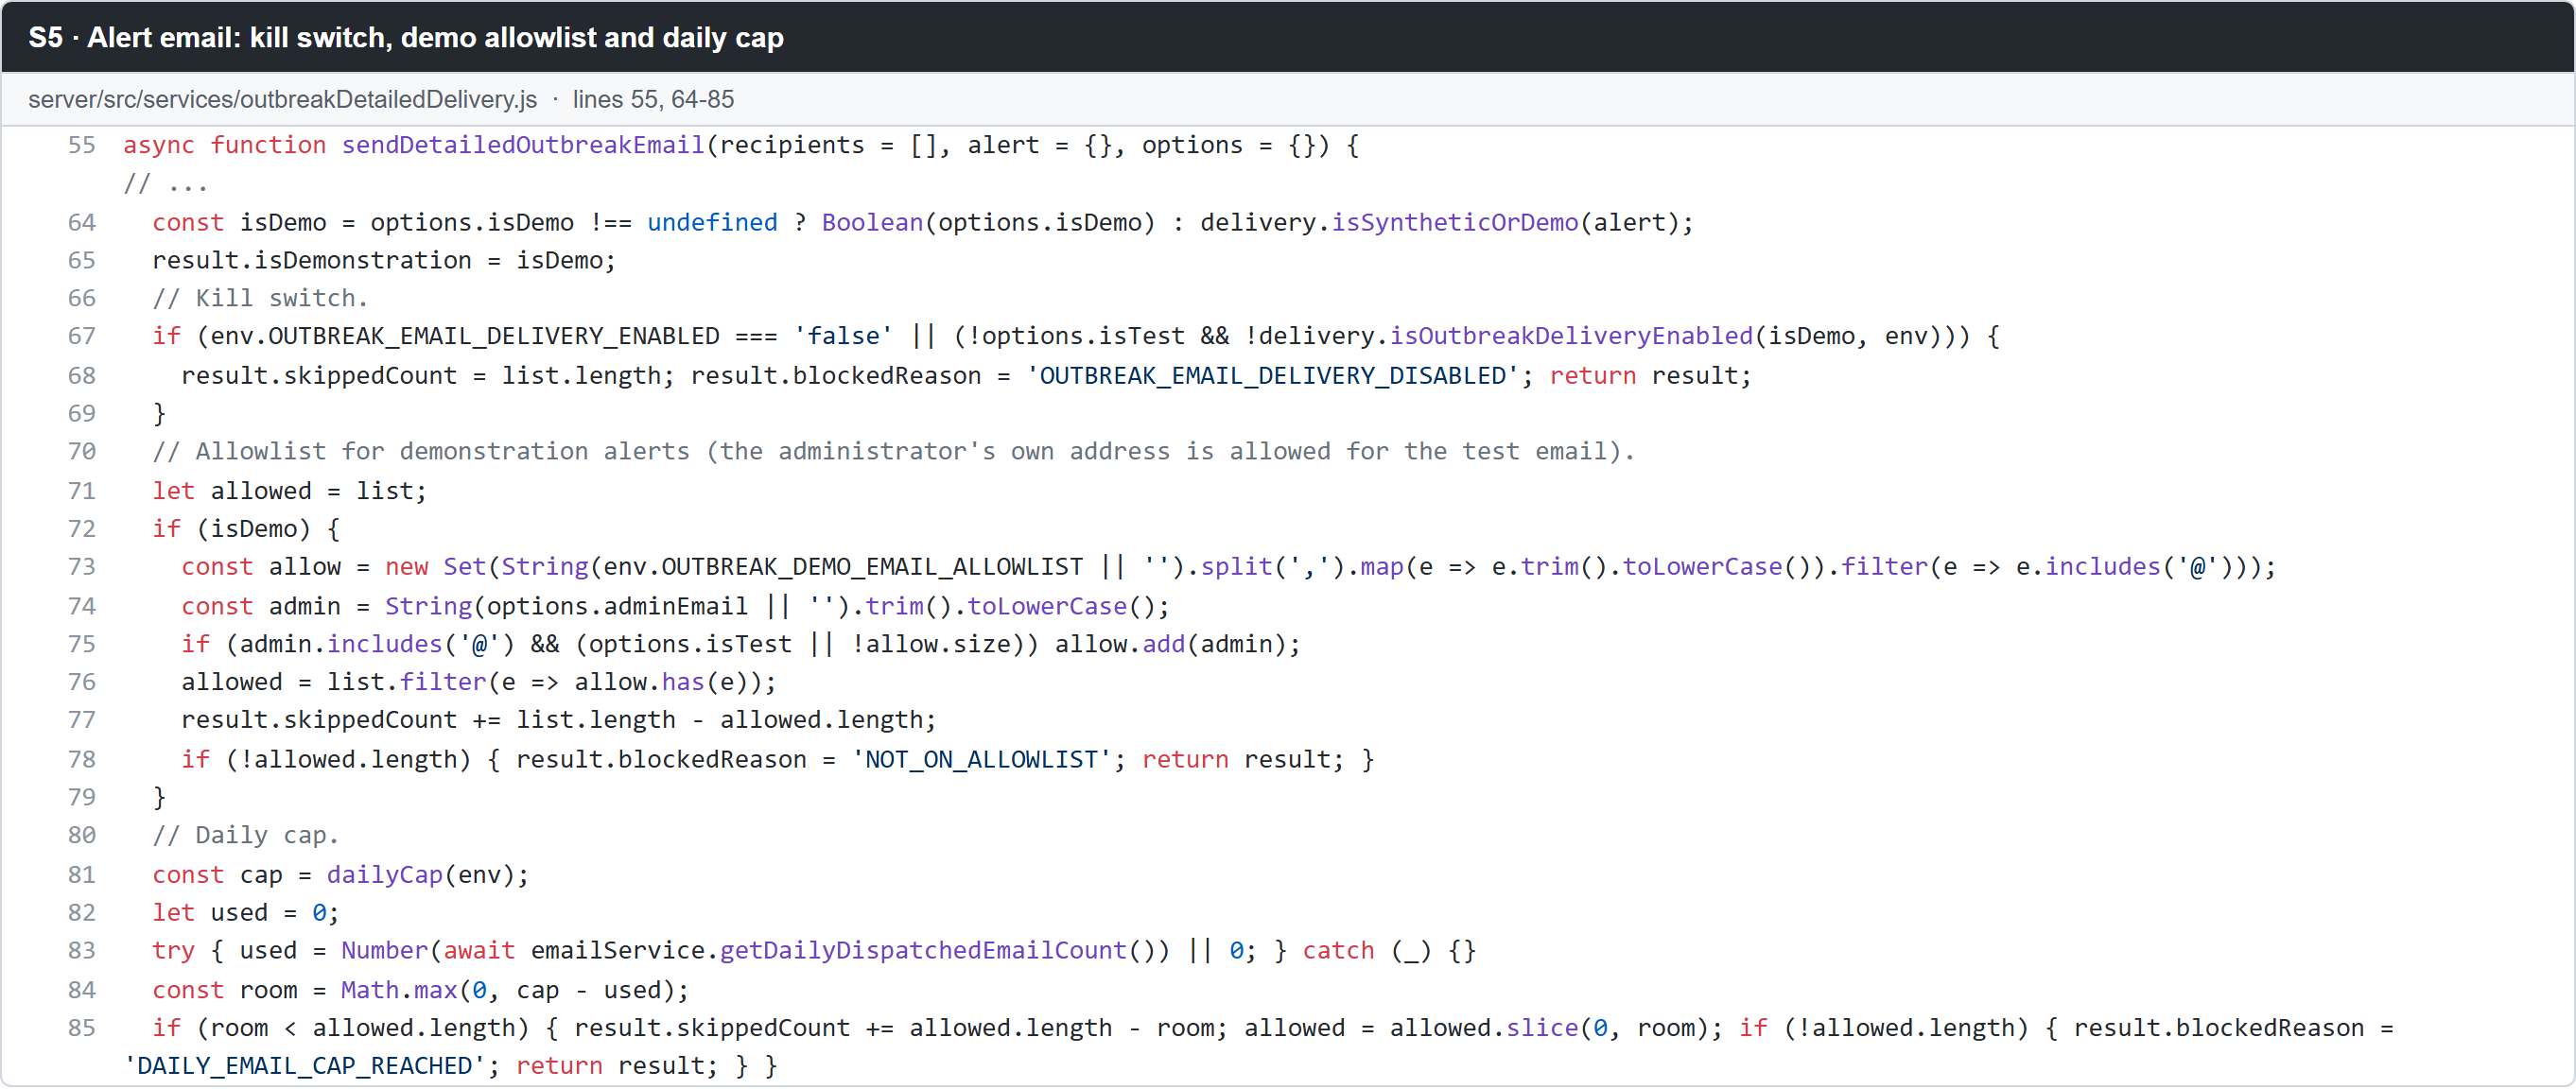 S5 · Alert email: kill switch, demo allowlist and daily cap
server/src/services/outbreakDetailedDelivery.js · lines 55, 64-85
55 async function sendDetailedOutbreakEmail(recipients = [], alert = {}, options = {}) {
// ...
64   const isDemo = options.isDemo !== undefined ? Boolean(options.isDemo) : delivery.isSyntheticOrDemo(alert);
65   result.isDemonstration = isDemo;
66   // Kill switch.
67   if (env.OUTBREAK_EMAIL_DELIVERY_ENABLED === 'false' || (!options.isTest && !delivery.isOutbreakDeliveryEnabled(isDemo, env))) {
68     result.skippedCount = list.length; result.blockedReason = 'OUTBREAK_EMAIL_DELIVERY_DISABLED'; return result;
69   }
70   // Allowlist for demonstration alerts (the administrator's own address is allowed for the test email).
71   let allowed = list;
72   if (isDemo) {
73     const allow = new Set(String(env.OUTBREAK_DEMO_EMAIL_ALLOWLIST || '').split(',').map(e => e.trim().toLowerCase()).filter(e => e.includes('@')));
74     const admin = String(options.adminEmail || '').trim().toLowerCase();
75     if (admin.includes('@') && (options.isTest || !allow.size)) allow.add(admin);
76     allowed = list.filter(e => allow.has(e));
77     result.skippedCount += list.length - allowed.length;
78     if (!allowed.length) { result.blockedReason = 'NOT_ON_ALLOWLIST'; return result; }
79   }
80   // Daily cap.
81   const cap = dailyCap(env);
82   let used = 0;
83   try { used = Number(await emailService.getDailyDispatchedEmailCount()) || 0; } catch (_) {}
84   const room = Math.max(0, cap - used);
85   if (room < allowed.length) { result.skippedCount += allowed.length - room; allowed = allowed.slice(0, room); if (!allowed.length) { result.blockedReason =
'DAILY_EMAIL_CAP_REACHED'; return result; } }